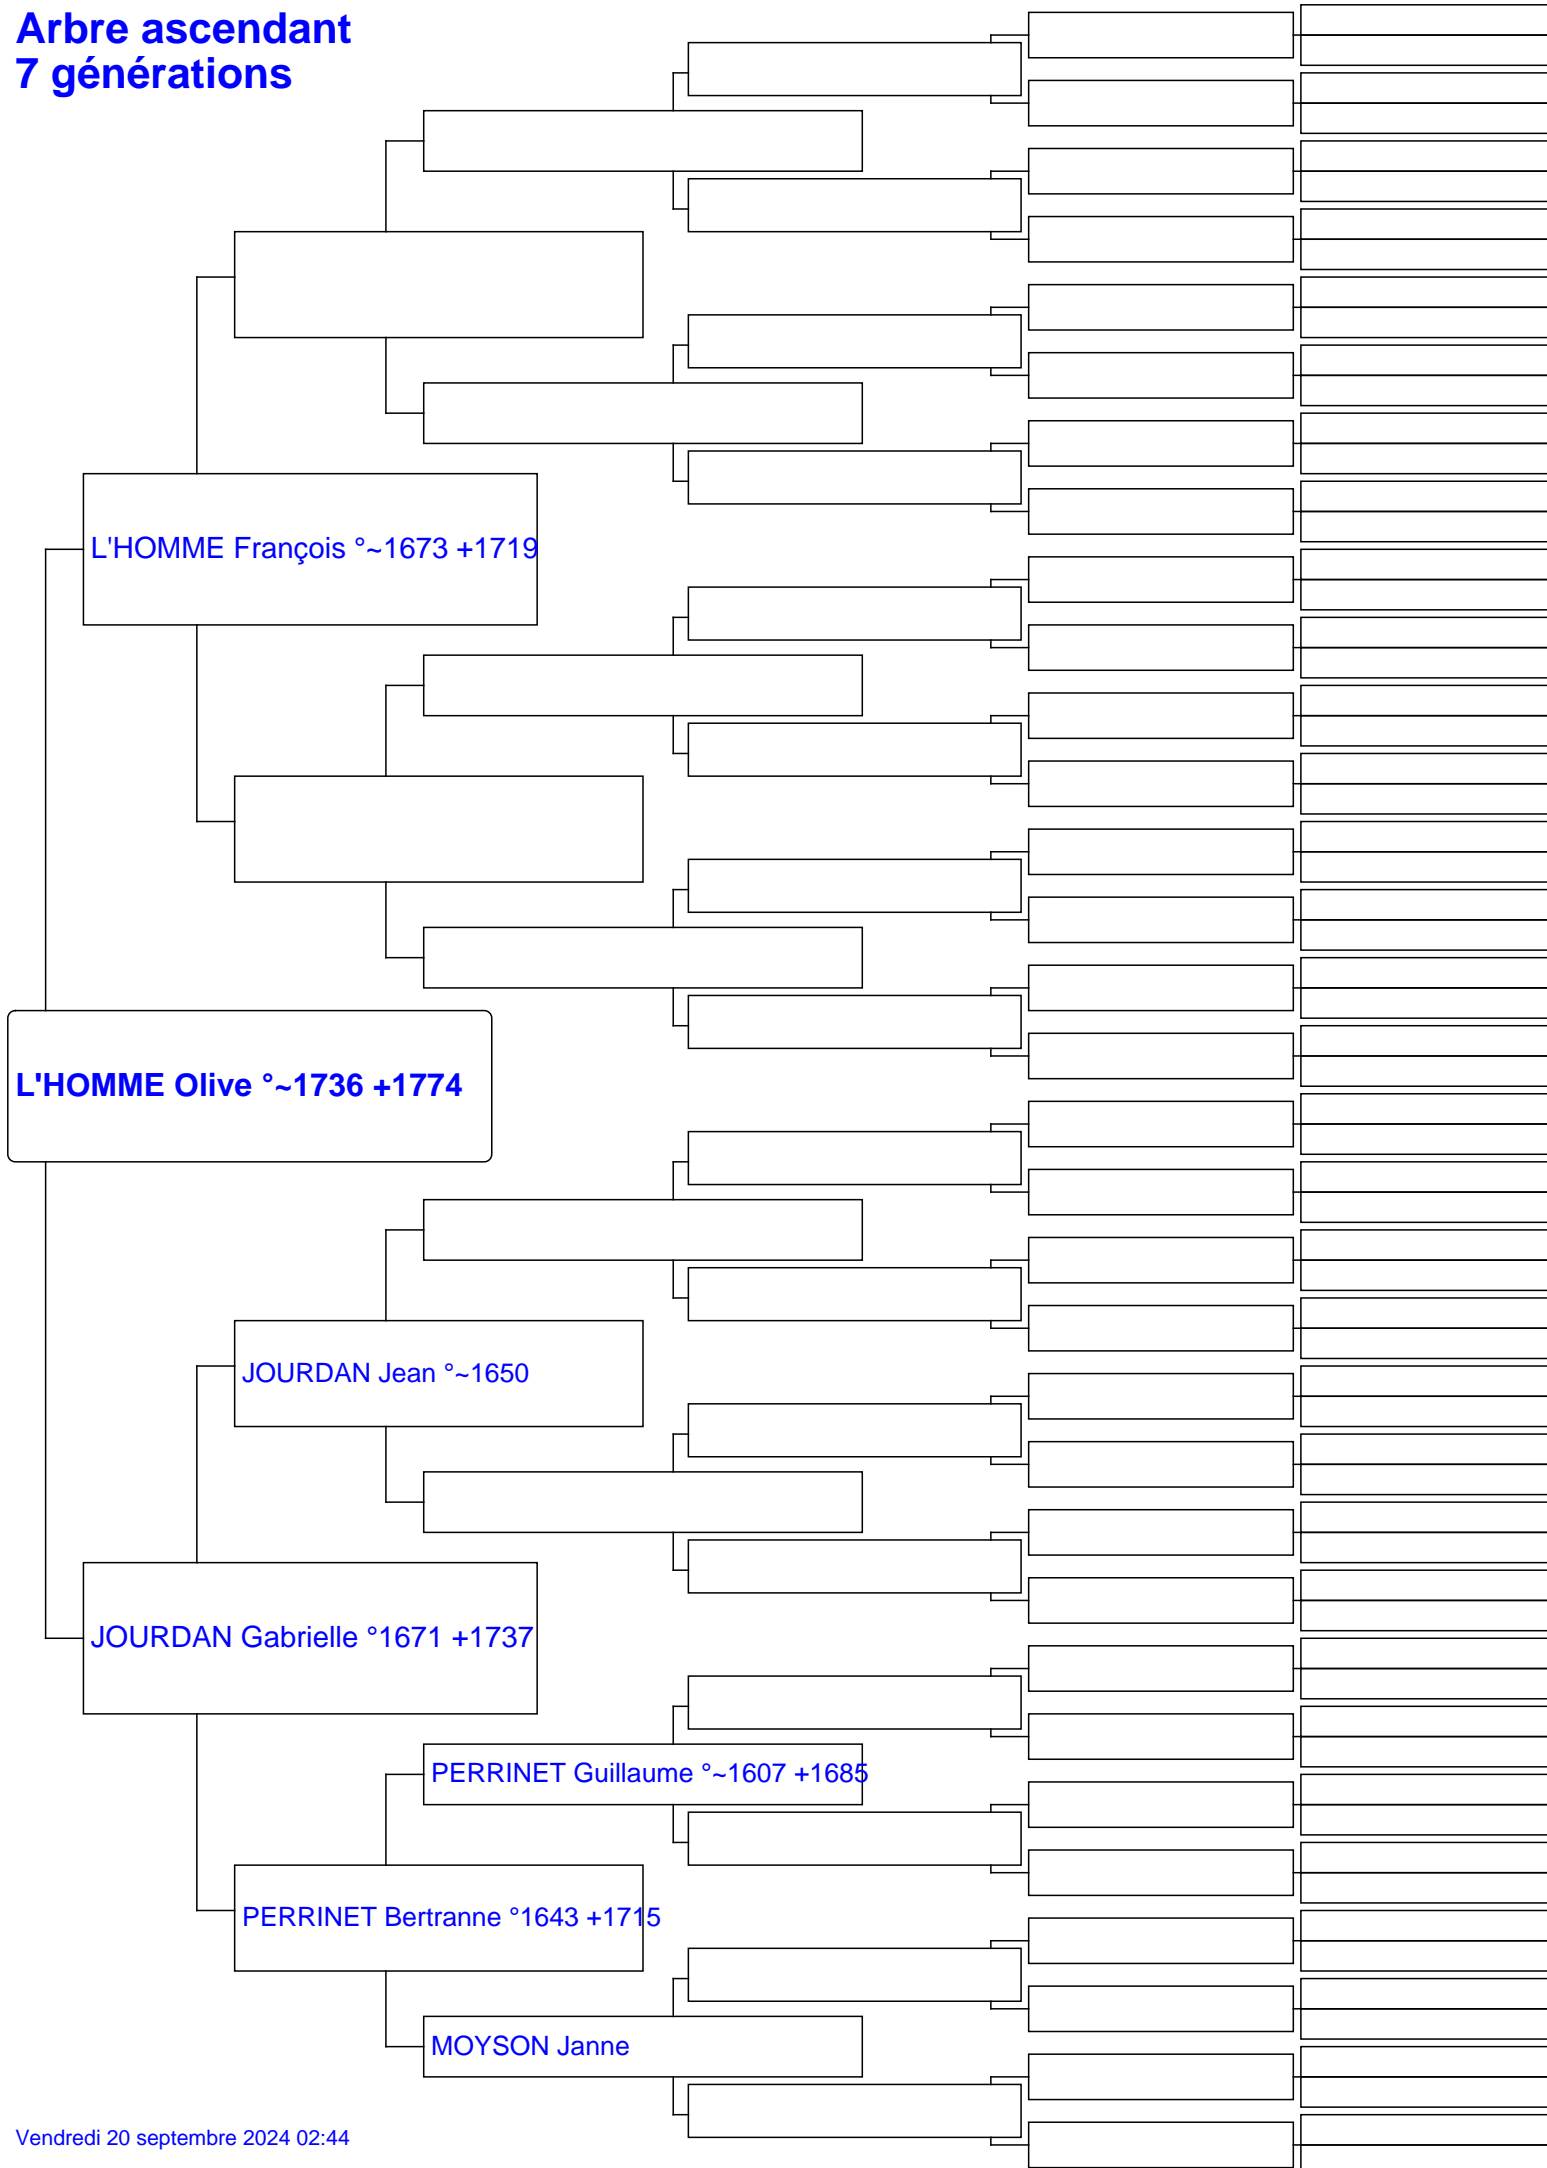 Arbre ascendant
7 générations
L'HOMME François °~1673 +1719
L'HOMME Olive °~1736 +1774
JOURDAN Jean °~1650
JOURDAN Gabrielle °1671 +1737
PERRINET Guillaume °~1607 +1685
PERRINET Bertranne °1643 +1715
MOYSON Janne
Vendredi 20 septembre 2024 02:44